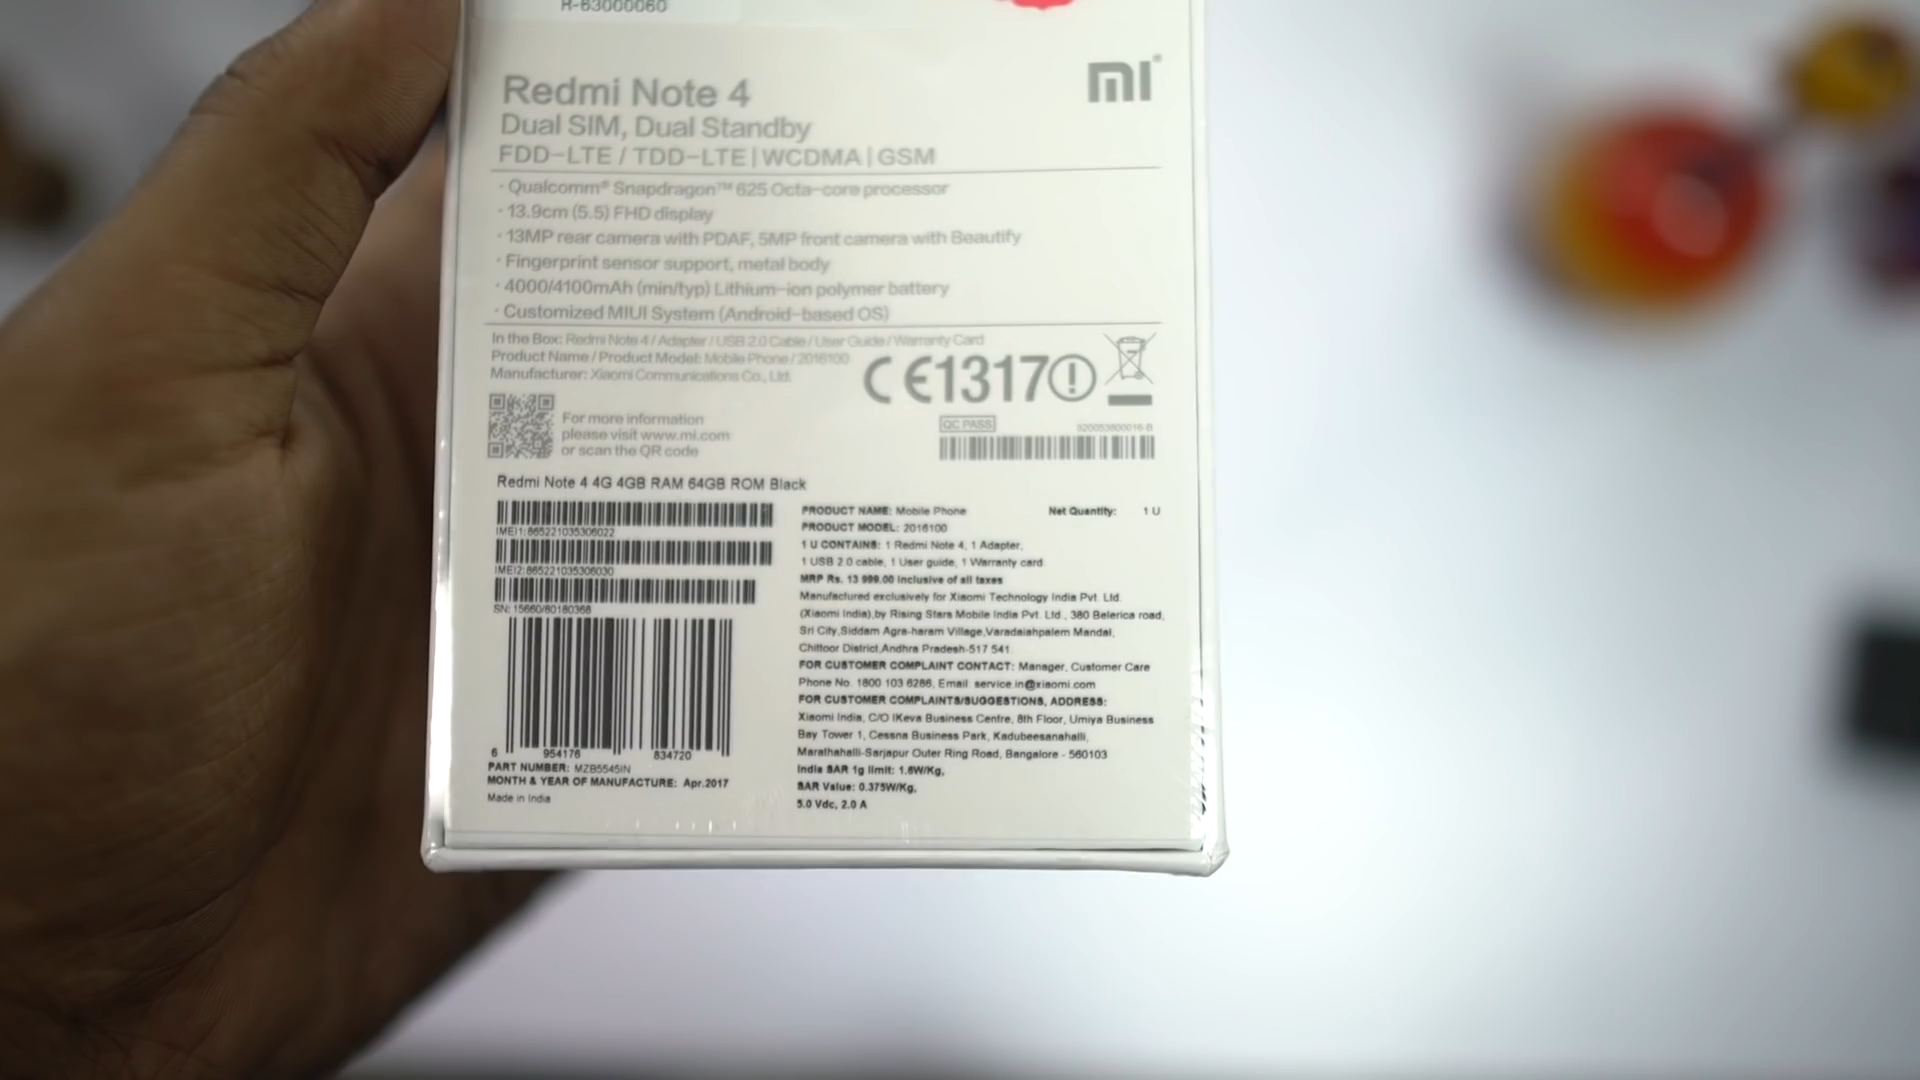 H-63000060
mi
Redmi Note 4
Dual SIM, Dual Standby
FDD-LTE / TDD-LTE | WCDMA | GSM
· Qualcomm® Snapdragon™ 625 Octa-core processor
· 13.9cm (5.5) FHD display
· 13MP rear camera with PDAF, 5MP front camera with Beautify
· Fingerprint sensor support, metal body
· 4000/4100mAh (min/typ) Lithium-ion polymer battery
· Customized MIUI System (Android-based OS)
In the Box: Redmi Note 4 / Adapter / USB 2.0 Cable / User Guide / Warranty Card
Product Name / Product Model: Mobile Phone / 2016100
Manufacturer: Xiaomi Communications Co., Ltd.
CE1317
For more information
please visit www.mi.com
or scan the QR code
QC PASS
Redmi Note 4 4G 4GB RAM 64GB ROM Black
IMEI1:865221035306022
IMEI2:865221035306030
SN: 15660/80180368
6 954176 834720
PART NUMBER: MZB5545IN
MONTH & YEAR OF MANUFACTURE: Apr.2017
Made in India
PRODUCT NAME: Mobile Phone Net Quantity: 1 U
PRODUCT MODEL: 2016100
1 U CONTAINS: 1 Redmi Note 4, 1 Adapter,
1 USB 2.0 cable, 1 User guide, 1 Warranty card
MRP Rs. 13 999.00 Inclusive of all taxes
Manufactured exclusively for Xiaomi Technology India Pvt. Ltd.
(Xiaomi India),by Rising Stars Mobile India Pvt. Ltd., 380 Belerica road,
Sri City,Siddam Agra-haram Village,Varadaiahpalem Mandal,
Chittoor District,Andhra Pradesh-517 541
FOR CUSTOMER COMPLAINT CONTACT: Manager, Customer Care
Phone No. 1800 103 6286, Email: service.in@xiaomi.com
FOR CUSTOMER COMPLAINTS/SUGGESTIONS, ADDRESS:
Xiaomi India, C/O IKeva Business Centre, 8th Floor, Umiya Business
Bay Tower 1, Cessna Business Park, Kadubeesanahalli,
Marathahalli-Sarjapur Outer Ring Road, Bangalore - 560103
India SAR 1g limit: 1.6W/Kg,
SAR Value: 0.375W/Kg,
5.0 Vdc, 2.0 A